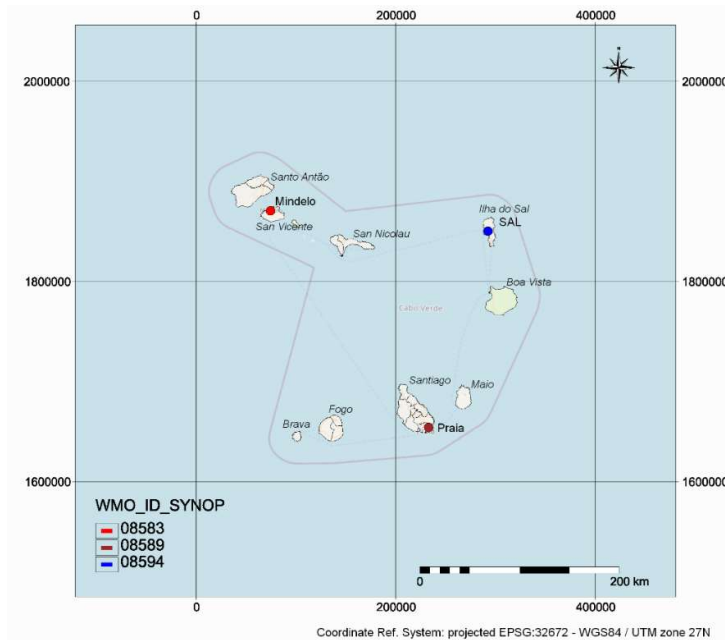 0 200000 400000
2000000 2000000
Santo Antão
Mindelo
San Vicente
San Nicolau
Ilha do Sal
SAL
1800000 1800000
Boa Vista
Cabo Verde
Santiago
Maio
Fogo
Brava
Praia
1600000 1600000
WMO_ID_SYNOP
08583
08589
08594
0 200 km
0 200000 400000
Coordinate Ref. System: projected EPSG:32672 - WGS84 / UTM zone 27N